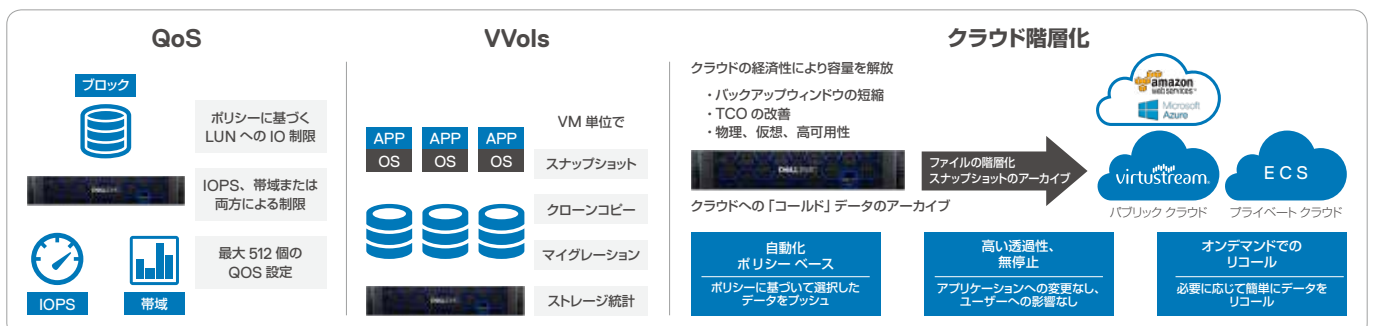 QoS
ブロック
ポリシーに基づく
LUN への IO 制限
IOPS、帯域または
両方による制限
最大 512 個の
QOS 設定
IOPS
帯域
VVols
APP
APP
APP
OS
OS
OS
VM 単位で
スナップショット
クローンコピー
マイグレーション
ストレージ統計
クラウド階層化
クラウドの経済性により容量を解放
・バックアップウィンドウの短縮
・TCO の改善
・物理、仮想、高可用性
ファイルの階層化
スナップショットのアーカイブ
amazon
web services™
Microsoft
Azure
virtustream.
ECS
パブリック クラウド
プライベート クラウド
クラウドへの「コールド」データのアーカイブ
自動化
ポリシー ベース
ポリシーに基づいて選択した
データをプッシュ
高い透過性、
無停止
アプリケーションへの変更なし、
ユーザーへの影響なし
オンデマンドでの
リコール
必要に応じて簡単にデータを
リコール